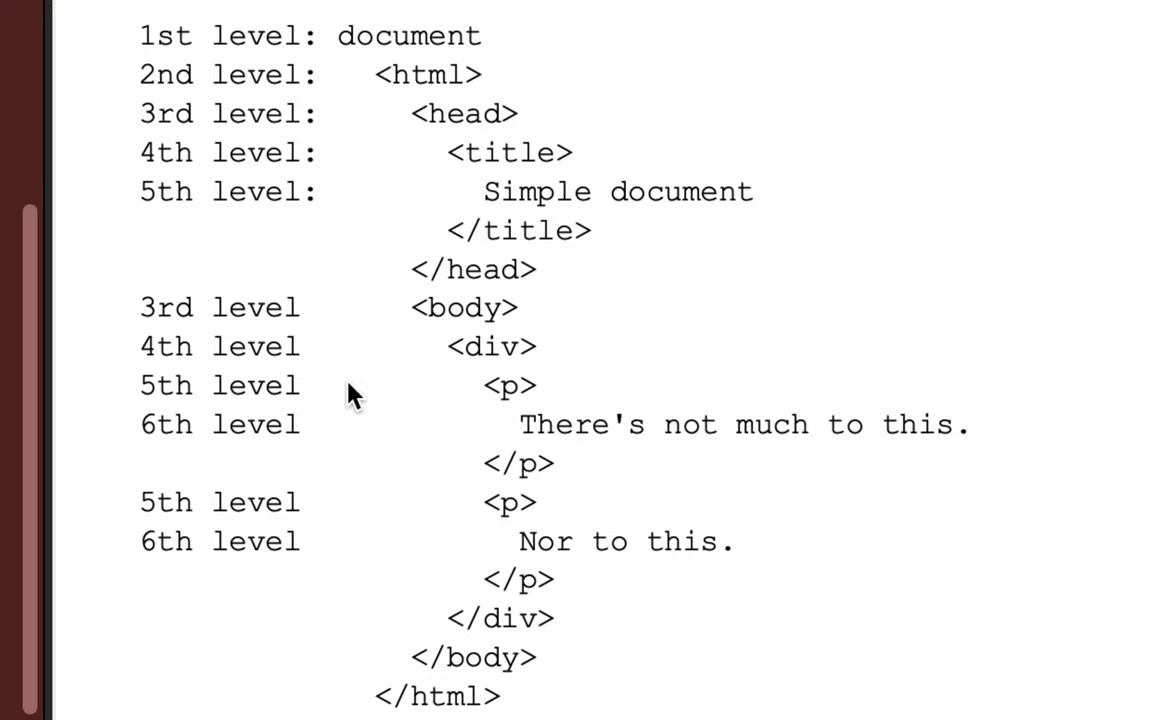 1st level: document
2nd level:   <html>
3rd level:     <head>
4th level:       <title>
5th level:         Simple document
                 </title>
               </head>
3rd level      <body>
4th level        <div>
5th level          <p>
6th level            There's not much to this.
                   </p>
5th level          <p>
6th level            Nor to this.
                   </p>
                 </div>
               </body>
             </html>